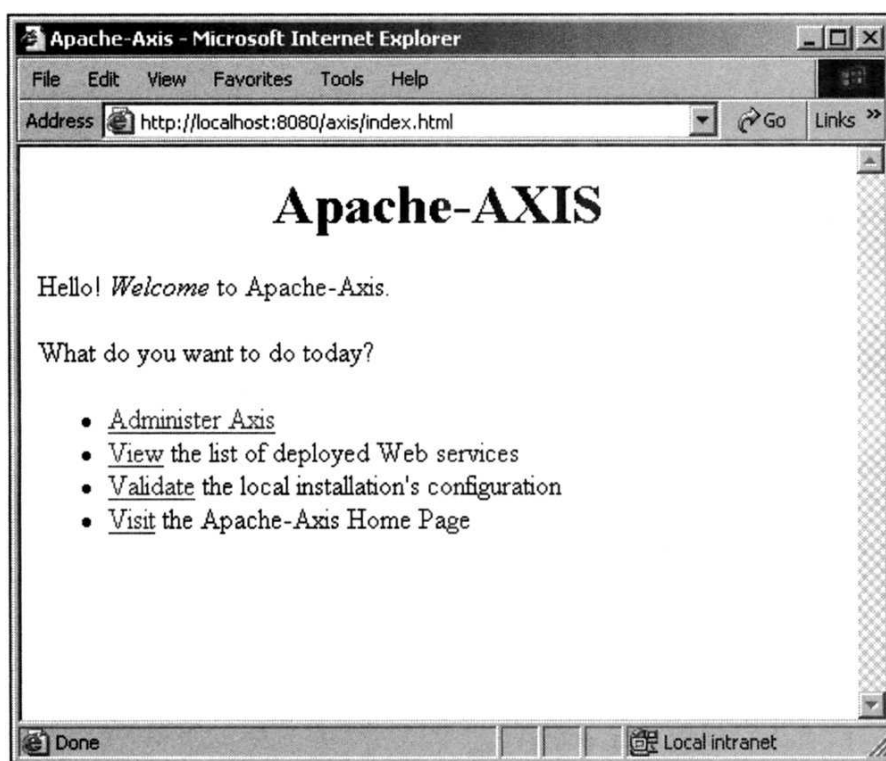 Apache-Axis - Microsoft Internet Explorer
File Edit View Favorites Tools Help
Address http://localhost:8080/axis/index.html Go Links »
Apache-AXIS
Hello! Welcome to Apache-Axis.
What do you want to do today?
• Administer Axis
• View the list of deployed Web services
• Validate the local installation's configuration
• Visit the Apache-Axis Home Page
Done Local intranet